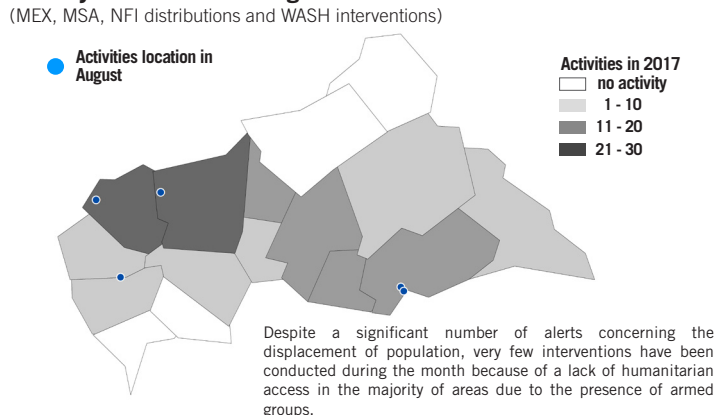 (MEX, MSA, NFI distributions and WASH interventions)
Activities location in
August
Activities in 2017
no activity
1 - 10
11 - 20
21 - 30
Despite a significant number of alerts concerning the
displacement of population, very few interventions have been
conducted during the month because of a lack of humanitarian
access in the majority of areas due to the presence of armed
groups.